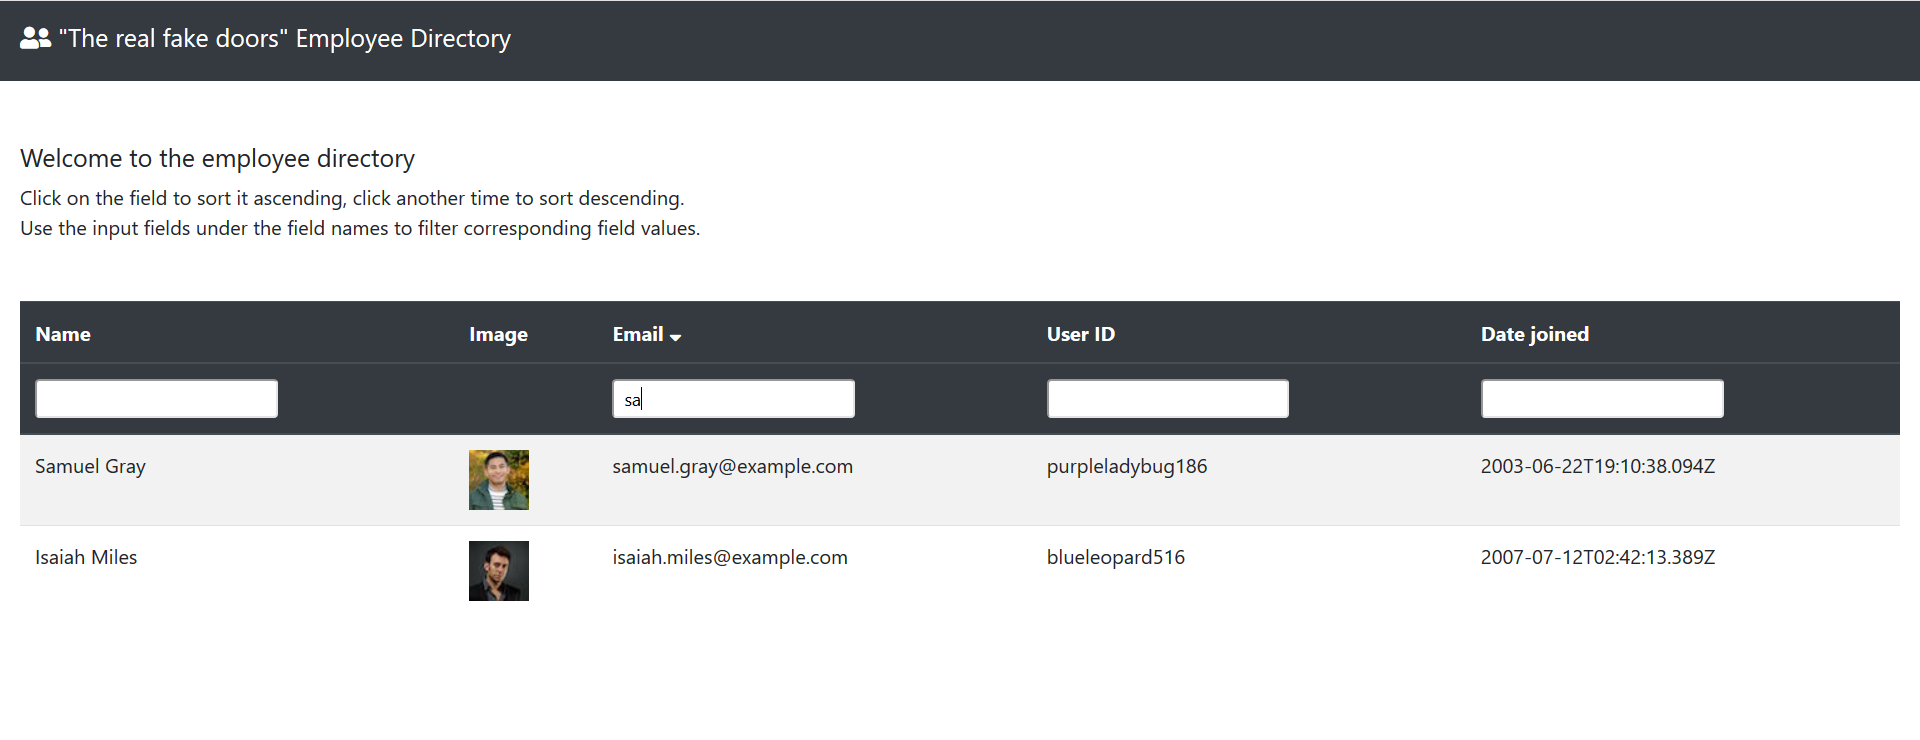 "The real fake doors" Employee Directory
Welcome to the employee directory
Click on the field to sort it ascending, click another time to sort descending.
Use the input fields under the field names to filter corresponding field values.
Name Image Email User ID Date joined
sa
Samuel Gray samuel.gray@example.com purpleladybug186 2003-06-22T19:10:38.094Z
Isaiah Miles isaiah.miles@example.com blueleopard516 2007-07-12T02:42:13.389Z